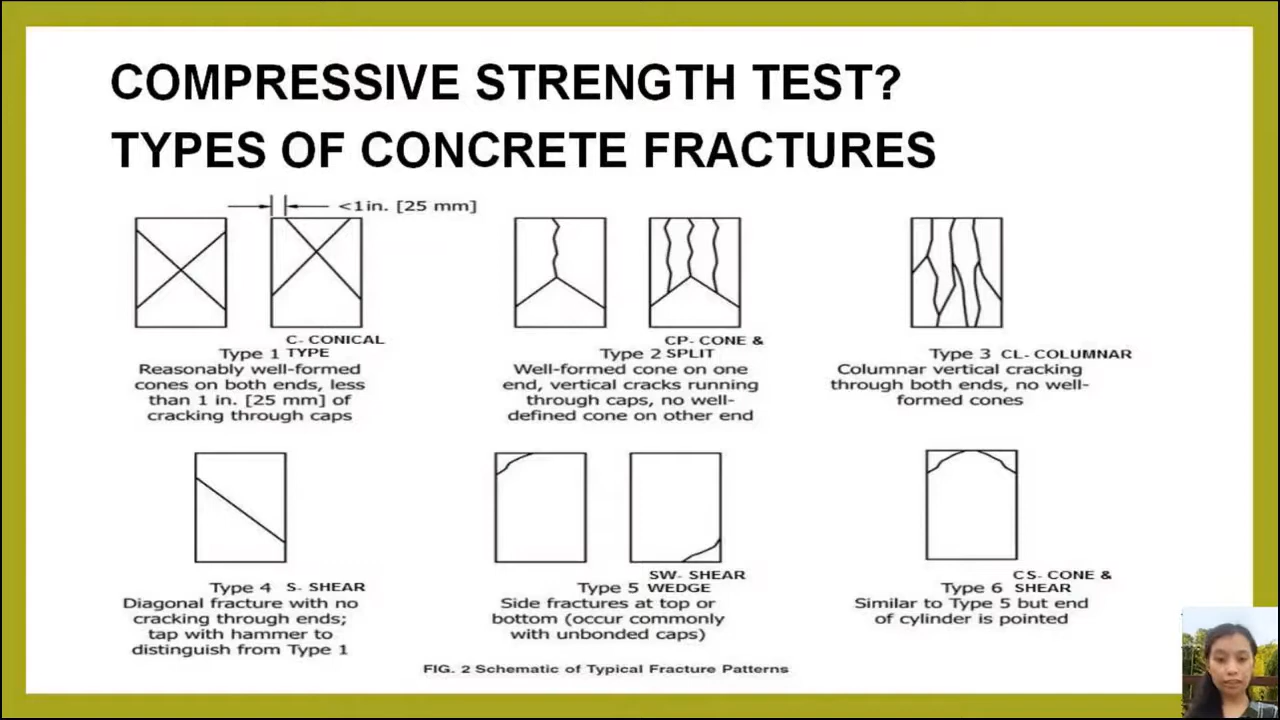 COMPRESSIVE STRENGTH TEST?
TYPES OF CONCRETE FRACTURES
<1in. [25 mm]
Type 1 C- CONICAL TYPE
Reasonably well-formed
cones on both ends, less
than 1 in. [25 mm] of
cracking through caps
Type 2 CP- CONE & SPLIT
Well-formed cone on one
end, vertical cracks running
through caps, no well-
defined cone on other end
Type 3 CL- COLUMNAR
Columnar vertical cracking
through both ends, no well-
formed cones
Type 4 S- SHEAR
Diagonal fracture with no
cracking through ends;
tap with hammer to
distinguish from Type 1
Type 5 SW- SHEAR WEDGE
Side fractures at top or
bottom (occur commonly
with unbonded caps)
Type 6 CS- CONE & SHEAR
Similar to Type 5 but end
of cylinder is pointed
FIG. 2 Schematic of Typical Fracture Patterns